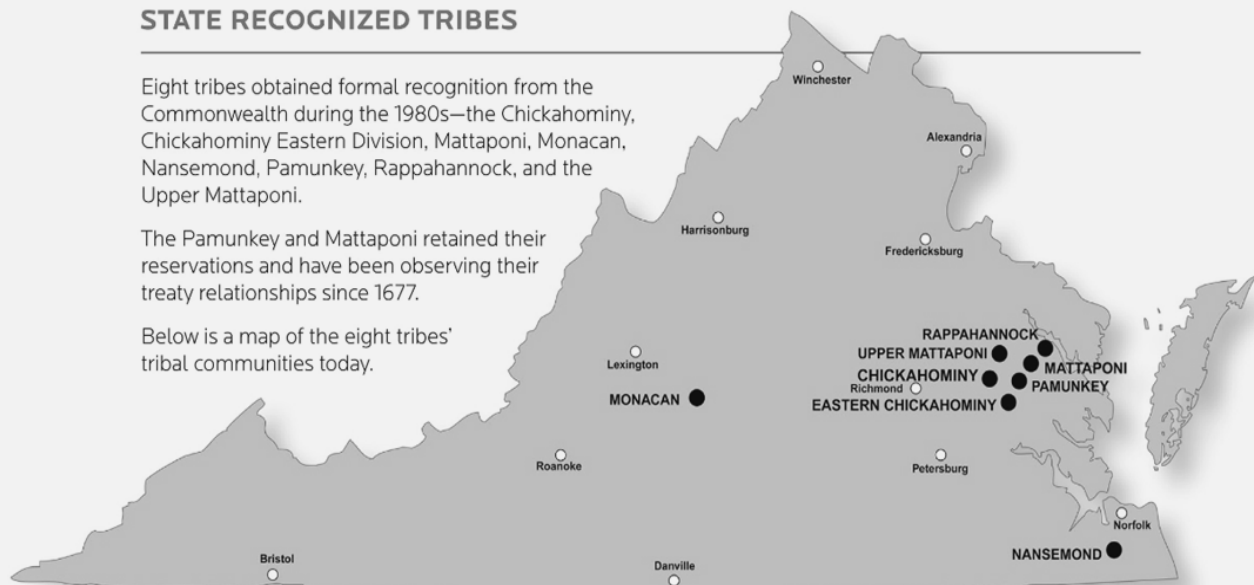 STATE RECOGNIZED TRIBES
Eight tribes obtained formal recognition from the
Commonwealth during the 1980s—the Chickahominy,
Chickahominy Eastern Division, Mattaponi, Monacan,
Nansemond, Pamunkey, Rappahannock, and the
Upper Mattaponi.
The Pamunkey and Mattaponi retained their
reservations and have been observing their
treaty relationships since 1677.
Below is a map of the eight tribes'
tribal communities today.
Winchester
Alexandria
Harrisonburg
Fredericksburg
RAPPAHANNOCK
UPPER MATTAPONI
Lexington
MATTAPONI
CHICKAHOMINY
PAMUNKEY
Richmond
MONACAN
EASTERN CHICKAHOMINY
Roanoke
Petersburg
Norfolk
NANSEMOND
Bristol
Danville